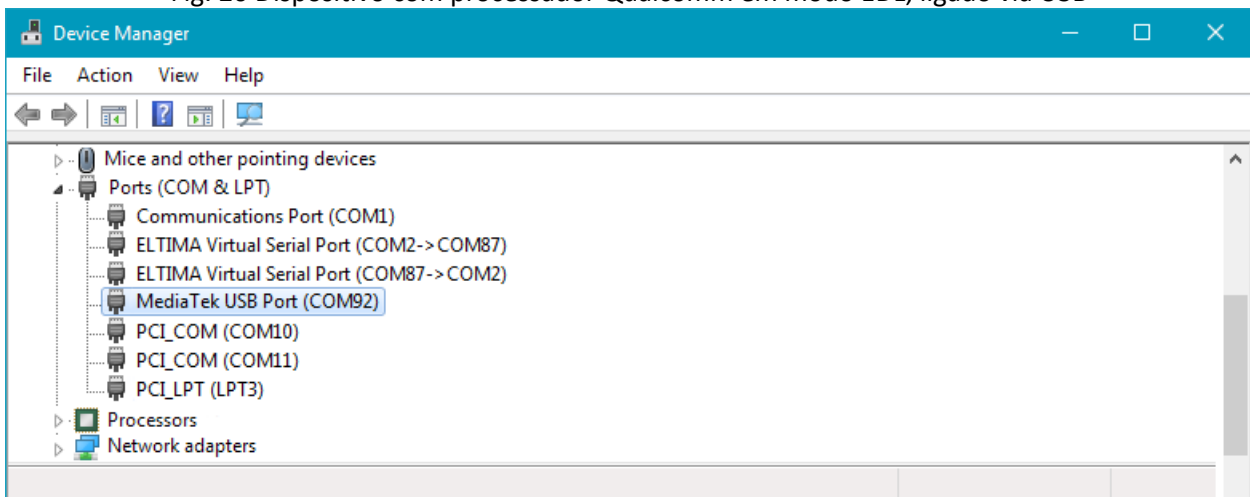 Device Manager
File Action View Help
Mice and other pointing devices
Ports (COM & LPT)
Communications Port (COM1)
ELTIMA Virtual Serial Port (COM2->COM87)
ELTIMA Virtual Serial Port (COM87->COM2)
MediaTek USB Port (COM92)
PCI_COM (COM10)
PCI_COM (COM11)
PCI_LPT (LPT3)
Processors
Network adapters